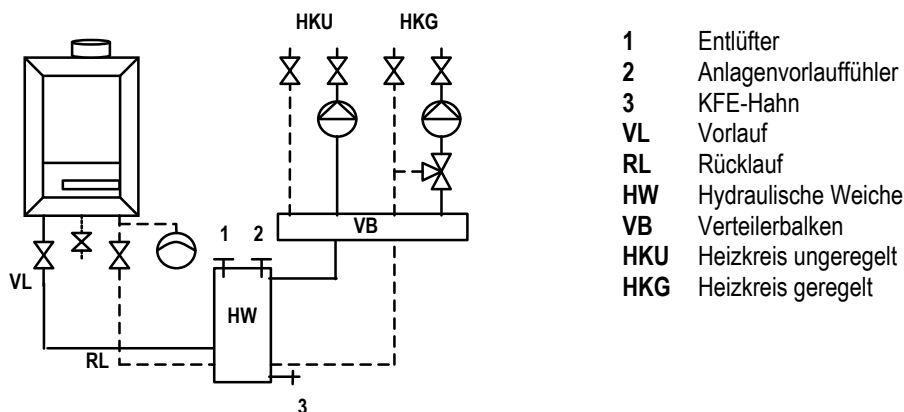 HKU HKG
VB
1 2
VL
HW
RL
3
1 Entlüfter
2 Anlagenvorlauffühler
3 KFE-Hahn
VL Vorlauf
RL Rücklauf
HW Hydraulische Weiche
VB Verteilerbalken
HKU Heizkreis ungeregelt
HKG Heizkreis geregelt